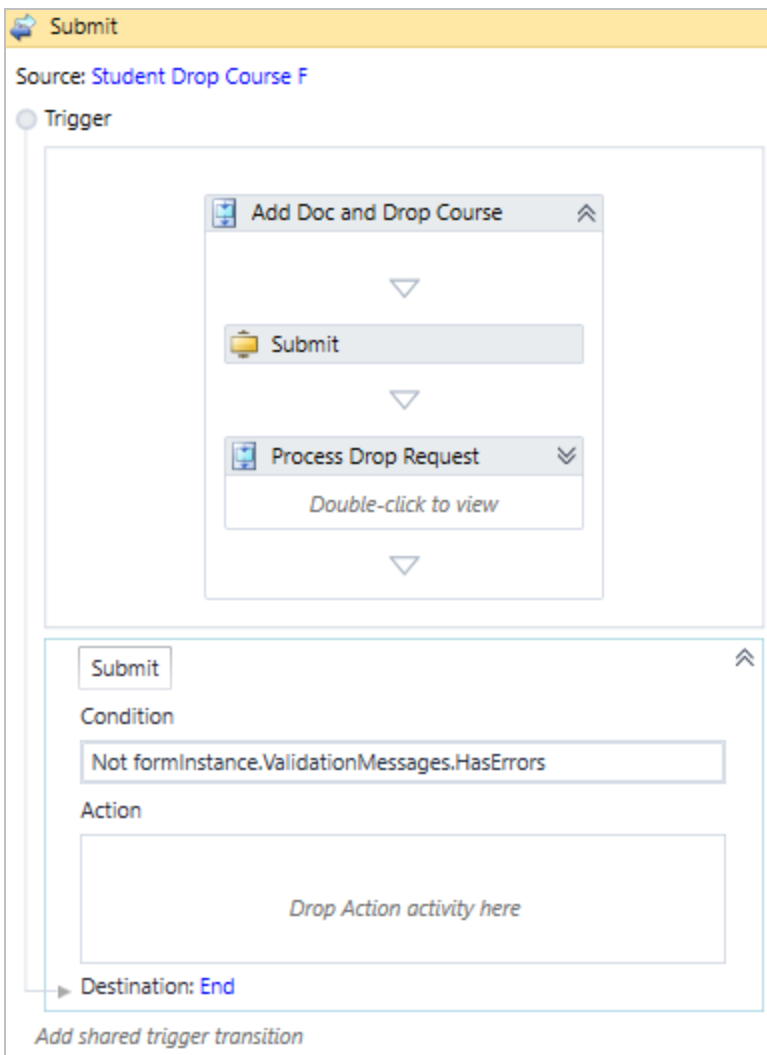 Submit
Source: Student Drop Course F
Trigger
Add Doc and Drop Course
Submit
Process Drop Request
Double-click to view
Submit
Condition
Not formInstance.ValidationMessages.HasErrors
Action
Drop Action activity here
Destination: End
Add shared trigger transition